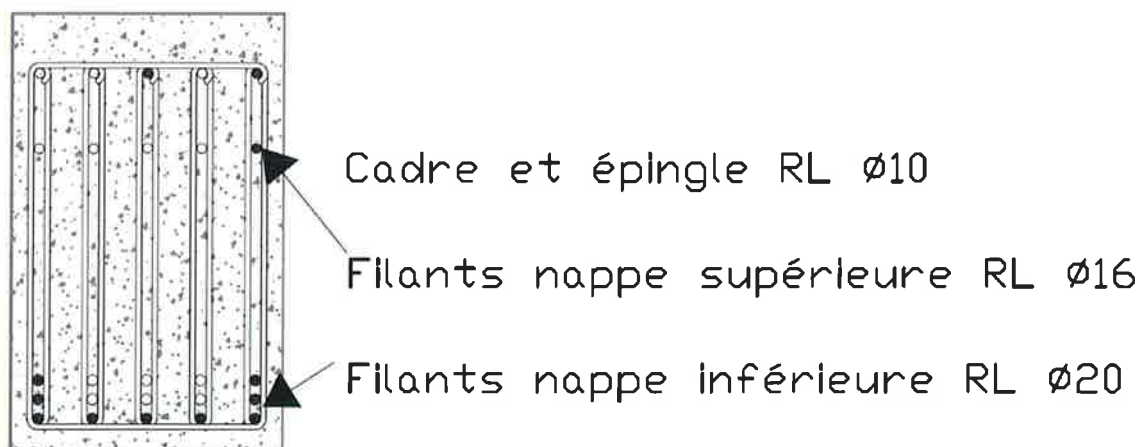 Cadre et épingle RL Ø10
Filants nappe supérieure RL Ø16
Filants nappe inférieure RL Ø20